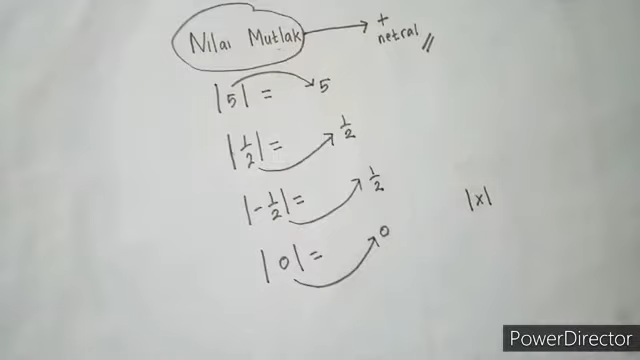 Nilai Mutlak → +
netral //
|5| = 5
|1/2| = 1/2
|-1/2| = 1/2
|x|
|0| = 0
PowerDirector